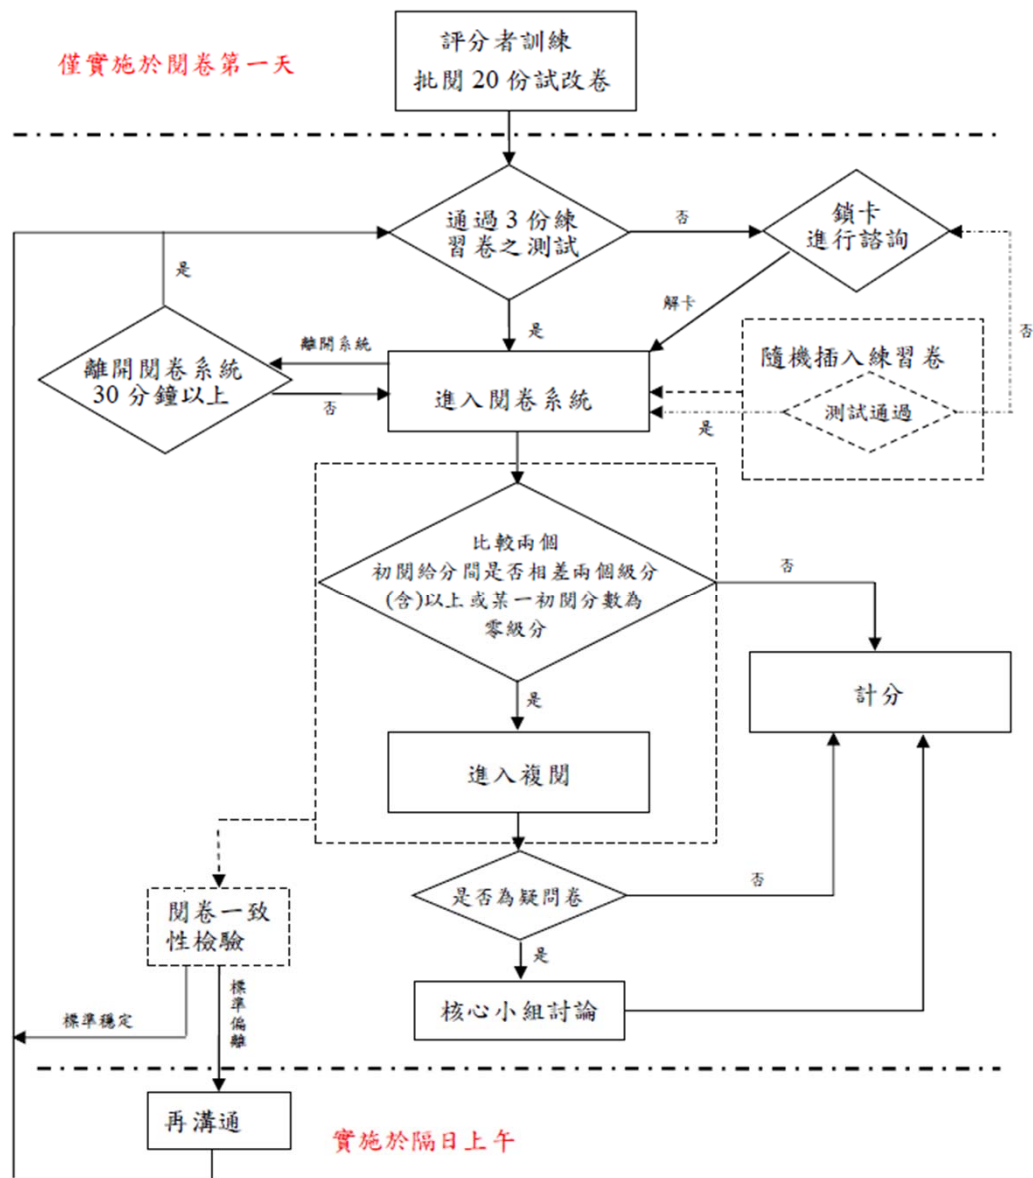 評分者訓練
批閱20份試改卷
僅實施於閱卷第一天
通過3份練
習卷之測試
否
鎖卡
進行諮詢
是
解卡
是
否
離開閱卷系統
30分鐘以上
離開系統
否
進入閱卷系統
隨機插入練習卷
測試通過
是
比較兩個
初閱給分間是否相差兩個級分
(含)以上或某一初閱分數為
零級分
否
是
計分
進入複閱
是否為疑問卷
否
是
閱卷一致
性檢驗
核心小組討論
標準穩定
標準偏離
再溝通
實施於隔日上午